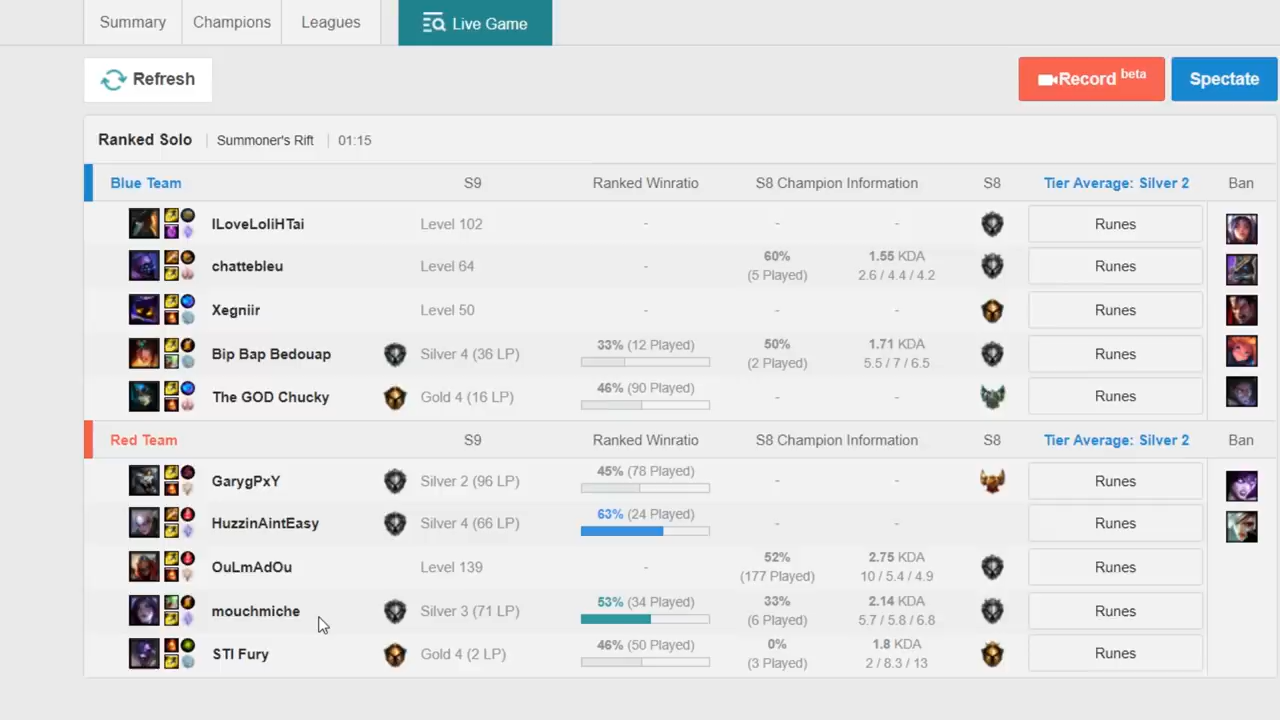 Summary Champions Leagues Live Game
Refresh Record beta Spectate
Ranked Solo | Summoner's Rift | 01:15
Blue Team S9 Ranked Winratio S8 Champion Information S8 Tier Average: Silver 2 Ban
ILoveLoliHTai Level 102 - - - Runes
chattebleu Level 64 - 60% (5 Played) 1.55 KDA 2.6 / 4.4 / 4.2 Runes
Xegniir Level 50 - - - Runes
Bip Bap Bedouap Silver 4 (36 LP) 33% (12 Played) 50% (2 Played) 1.71 KDA 5.5 / 7 / 6.5 Runes
The GOD Chucky Gold 4 (16 LP) 46% (90 Played) - - Runes
Red Team S9 Ranked Winratio S8 Champion Information S8 Tier Average: Silver 2 Ban
GarygPxY Silver 2 (96 LP) 45% (78 Played) - - Runes
HuzzinAintEasy Silver 4 (66 LP) 63% (24 Played) - - Runes
OuLmAdOu Level 139 - 52% (177 Played) 2.75 KDA 10 / 5.4 / 4.9 Runes
mouchmiche Silver 3 (71 LP) 53% (34 Played) 33% (6 Played) 2.14 KDA 5.7 / 5.8 / 6.8 Runes
STI Fury Gold 4 (2 LP) 46% (50 Played) 0% (3 Played) 1.8 KDA 2 / 8.3 / 13 Runes